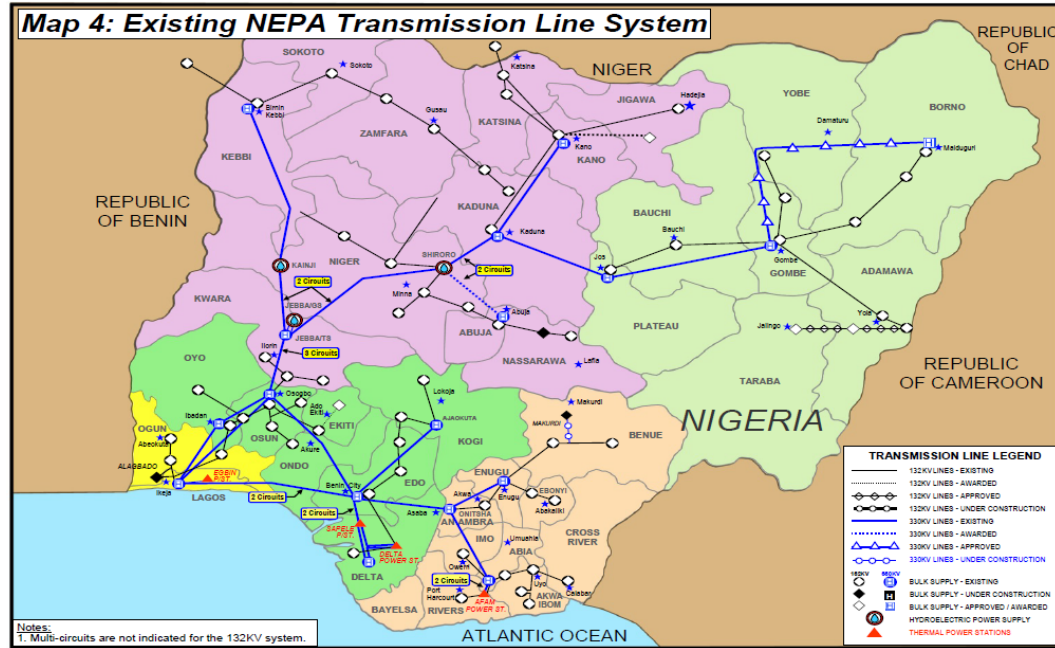 Map 4: Existing NEPA Transmission Line System
REPUBLIC
OF
CHAD
NIGER
SOKOTO
Sokoto
Katsina
JIGAWA
Hadejia
YOBE
BORNO
Birnin
Kebbi
Gussu
KATSINA
Damaturu
ZAMFARA
Kano
KANO
Maiduguri
KEBBI
REPUBLIC
OF BENIN
KADUNA
BAUCHI
Kaduna
Bauchi
SHIRORO
Jos
Gombe
KAINJI
NIGER
2 Circuits
2 Circuits
GOMBE
ADAMAWA
Minna
KWARA
JEBBA/GS
Abuja
Yola
Jalingo
ABUJA
PLATEAU
JEBBA/TS
Ilorin
3 Circuits
NASSARAWA
Lafia
REPUBLIC
OF CAMEROON
OYO
TARABA
Lokoja
Osogbo
Makurdi
Ado
Ekiti
NIGERIA
Ibadan
AJAOKUTA
MAKURDI
OGUN
OSUN
EKITI
KOGI
BENUE
Abeokuta
Akure
ONDO
ALAGBADO
EGBIN
P/ST.
EDO
ENUGU
Ikeja
LAGOS
2 Circuits
Benin City
Akwa
Enugu
EBONYI
2 Circuits
Asaba
ONITSHA
Abakaliki
ANAMBRA
CROSS
RIVER
SAPELE
P/ST.
IMO
Umuahia
DELTA
POWER ST.
ABIA
Owerri
DELTA
2 Circuits
Uyo
Port
Harcourt
Calabar
AKWA
IBOM
BAYELSA
RIVERS
AFAM
POWER ST.
ATLANTIC OCEAN
Notes:
1. Multi-circuits are not indicated for the 132KV system.
TRANSMISSION LINE LEGEND
132KV LINES - EXISTING
132KV LINES - AWARDED
132KV LINES - APPROVED
132KV LINES - UNDER CONSTRUCTION
330KV LINES - EXISTING
330KV LINES - AWARDED
330KV LINES - APPROVED
330KV LINES - UNDER CONSTRUCTION
BULK SUPPLY - EXISTING
BULK SUPPLY - UNDER CONSTRUCTION
BULK SUPPLY - APPROVED / AWARDED
HYDROELECTRIC POWER SUPPLY
THERMAL POWER STATIONS